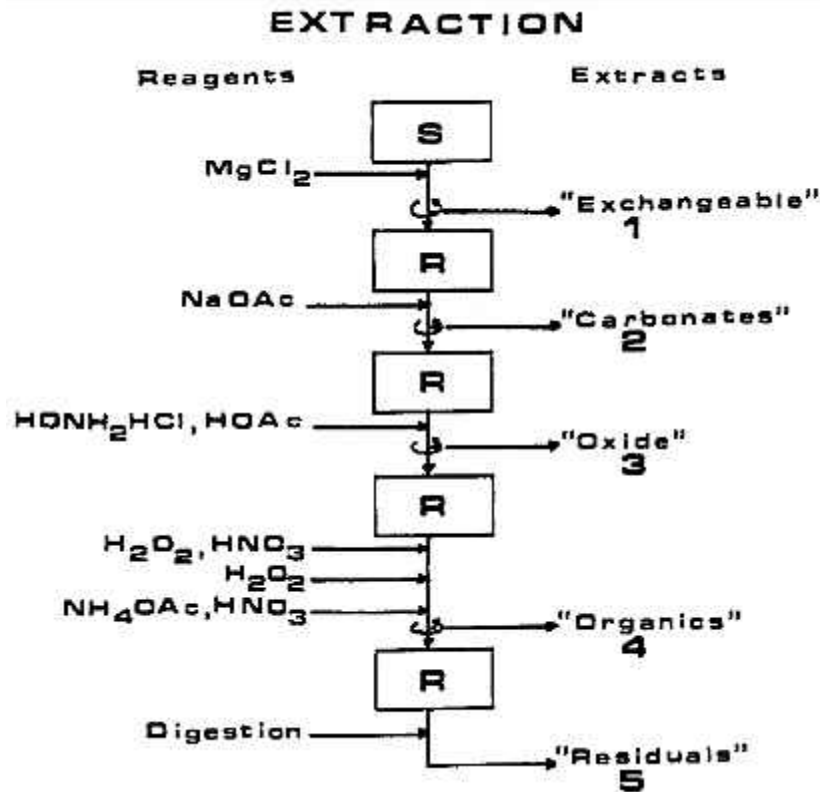 EXTRACTION
Reagents Extracts
S
MgCl2
"Exchangeable"
1
R
NaOAc
"Carbonates"
2
R
HONH2HCl, HOAc
"Oxide"
3
R
H2O2, HNO3
H2O2
NH4OAc, HNO3
"Organics"
4
R
Digestion
"Residuals"
5